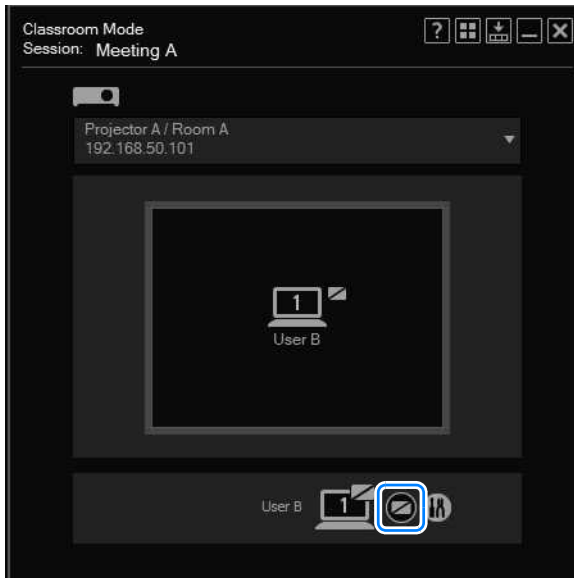 Classroom Mode
Session: Meeting A
?
Projector A / Room A
192.168.50.101
1
User B
User B
1